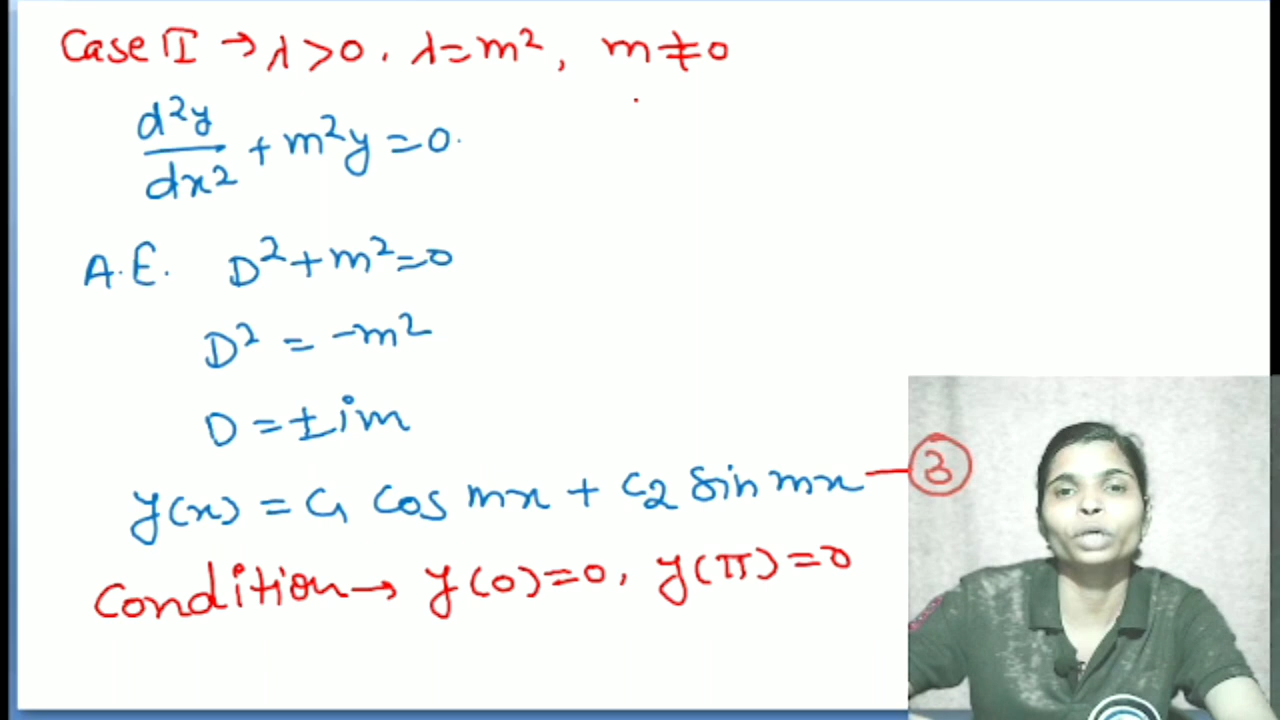 Case II → λ>0, λ=m², m≠0
d²y/dx² + m²y=0.
A.E. D²+m²=0
D² = -m²
D = ±im
y(x) = c₁ cos mx + c₂ sin mx — ③
Condition → y(0)=0, y(π)=0